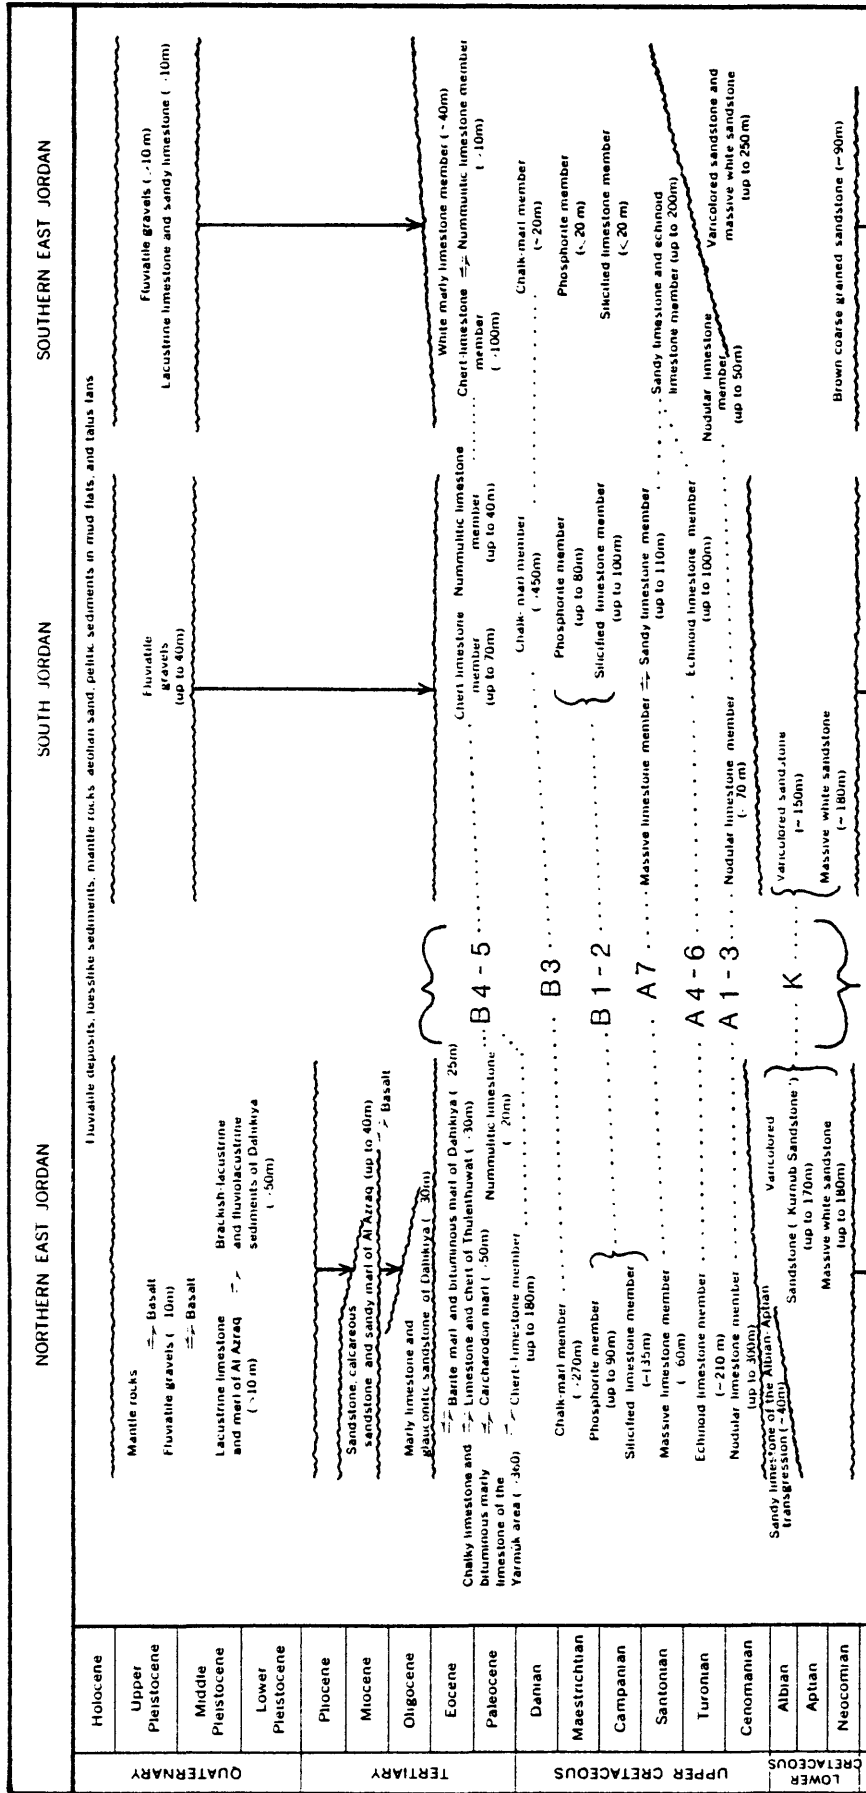 NORTHERN EAST JORDAN
SOUTH JORDAN
SOUTHERN EAST JORDAN
QUATERNARY
TERTIARY
UPPER CRETACEOUS
LOWER
CRETACEOUS
Holocene
Upper
Pleistocene
Middle
Pleistocene
Lower
Pleistocene
Pliocene
Miocene
Oligocene
Eocene
Paleocene
Danian
Maestrichtian
Campanian
Santonian
Turonian
Cenomanian
Albian
Aptian
Neocomian
Fluviatile deposits, loesslike sediments, mantle rocks, aeolian sand, pelitic sediments in mud flats, and talus fans
Mantle rocks
Basalt
Fluviatile gravels (10m)
Basalt
Lacustrine limestone
and marl of Al Azraq
(~10 m)
Brackish-lacustrine
and fluviolacustrine
sediments of Dahikiya
(50m)
Sandstone, calcareous
sandstone and sandy marl of Al Azraq (up to 40m)
Basalt
Marly limestone and
glauconitic sandstone of Dahikiya (30m)
Chalky limestone and
bituminous marly
limestone of the
Yarmuk area (360)
Barite marl and bituminous marl of Dahikiya (25m)
Limestone and chert of Thuleithuwat (30m)
Carcharodon marl (50m)
Nummulitic limestone
(20m)
Chert-limestone member
(up to 180m)
Chalk-marl member
(270m)
Phosphorite member
(up to 90m)
Silicified limestone member
(~135m)
Massive limestone member
(60m)
Echinoid limestone member
(~210 m)
Nodular limestone member
(up to 300m)
Sandy limestone of the Albian-Aptian
transgression (~40m)
Varicolored
Sandstone ( Kurnub Sandstone )
(up to 170m)
Massive white sandstone
(up to 180m)
B4-5
B3
B1-2
A7
A4-6
A1-3
K
Fluviatile
gravels
(up to 40m)
Chert limestone
member
(up to 70m)
Nummulitic limestone
member
(up to 40m)
Chalk-marl member
(450m)
Phosphorite member
(up to 80m)
Silicified limestone member
(up to 100m)
Massive limestone member
Sandy limestone member
(up to 110m)
Echinoid limestone member
(up to 100m)
Nodular limestone member
(70 m)
Varicolored sandstone
(~150m)
Massive white sandstone
(~180m)
Fluviatile gravels (10 m)
Lacustrine limestone and sandy limestone (10m)
White marly limestone member (~40m)
Chert-limestone
member
(100m)
Nummulitic limestone member
(10m)
Chalk-marl member
(~20m)
Phosphorite member
(<20 m)
Silicified limestone member
(<20 m)
Sandy limestone and echinoid
limestone member (up to 200m)
Nodular limestone
member
(up to 50m)
Varicolored sandstone and
massive white sandstone
(up to 250m)
Brown coarse grained sandstone (~90m)